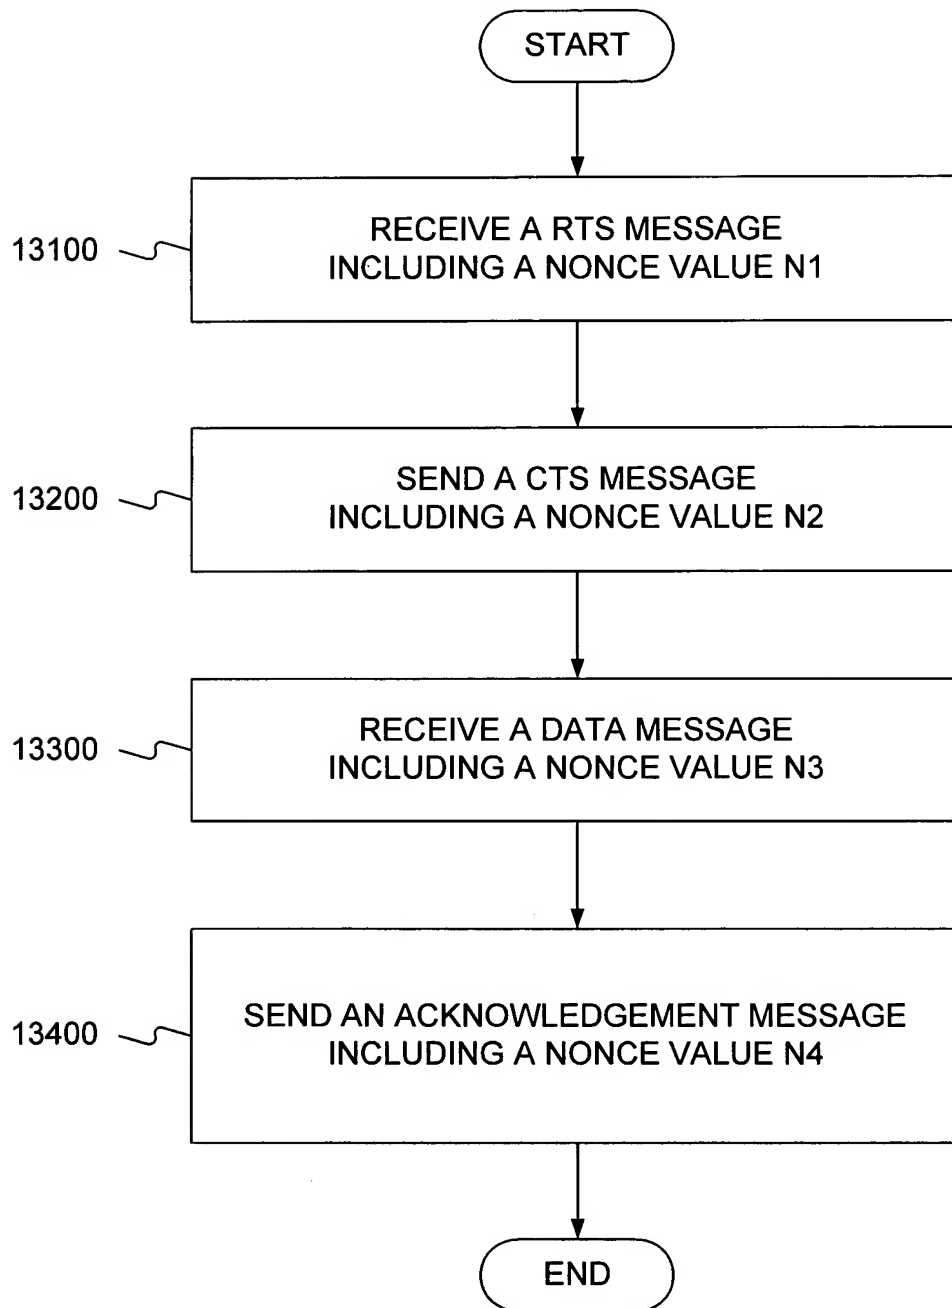 START
13100
RECEIVE A RTS MESSAGE
INCLUDING A NONCE VALUE N1
13200
SEND A CTS MESSAGE
INCLUDING A NONCE VALUE N2
13300
RECEIVE A DATA MESSAGE
INCLUDING A NONCE VALUE N3
13400
SEND AN ACKNOWLEDGEMENT MESSAGE
INCLUDING A NONCE VALUE N4
END